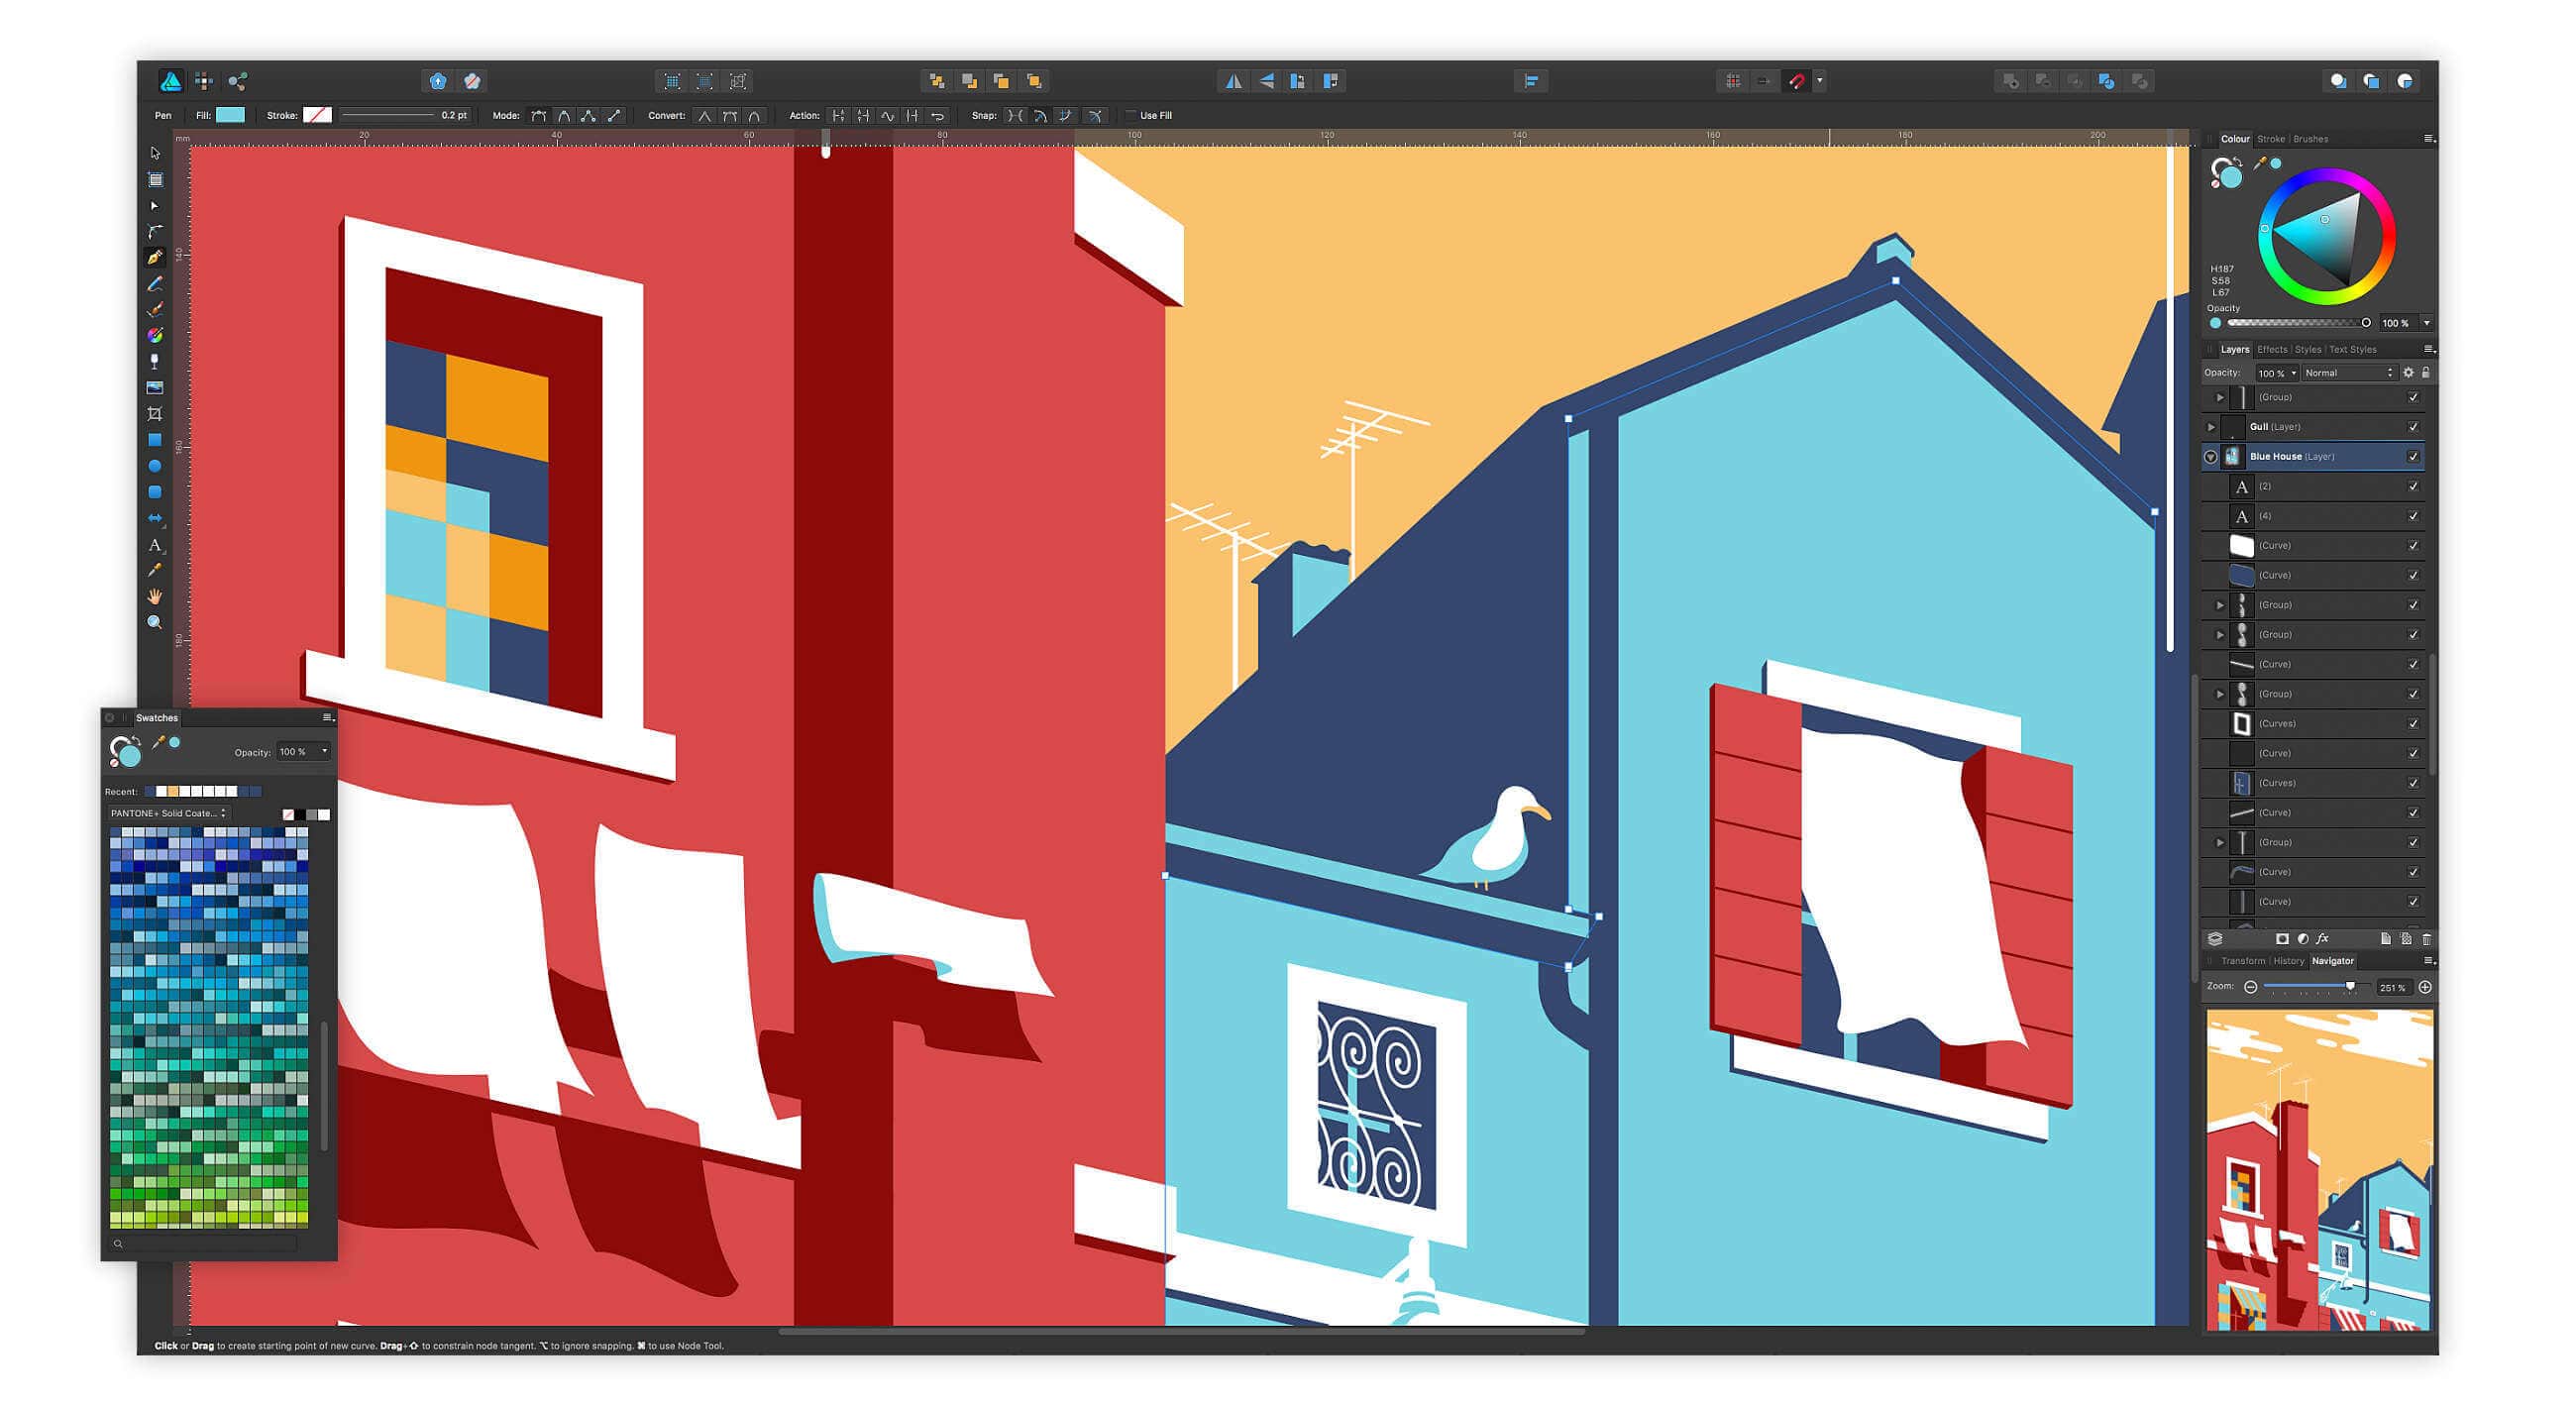 Pen Fill: Stroke: 0.2 pt Mode: Convert: Action: Snap: Use Fill
mm 20 40 60 80 100 120 140 160 180 200
140
160
180
Colour Stroke Brushes
H:187
S:58
L:67
Opacity
100 %
Layers Effects Styles Text Styles
Opacity: 100 % Normal
(Group)
Gull (Layer)
Blue House (Layer)
A (2)
A (4)
(Curve)
(Curve)
(Group)
(Group)
(Curve)
(Group)
(Curves)
(Curve)
(Curves)
(Curve)
(Group)
(Curve)
(Curve)
fx
Transform History Navigator
Zoom: 251 %
Swatches
Opacity: 100 %
Recent:
PANTONE+ Solid Coate...
Click or Drag to create starting point of new curve. Drag+⇧ to constrain node tangent. ⌥ to ignore snapping. ⌘ to use Node Tool.